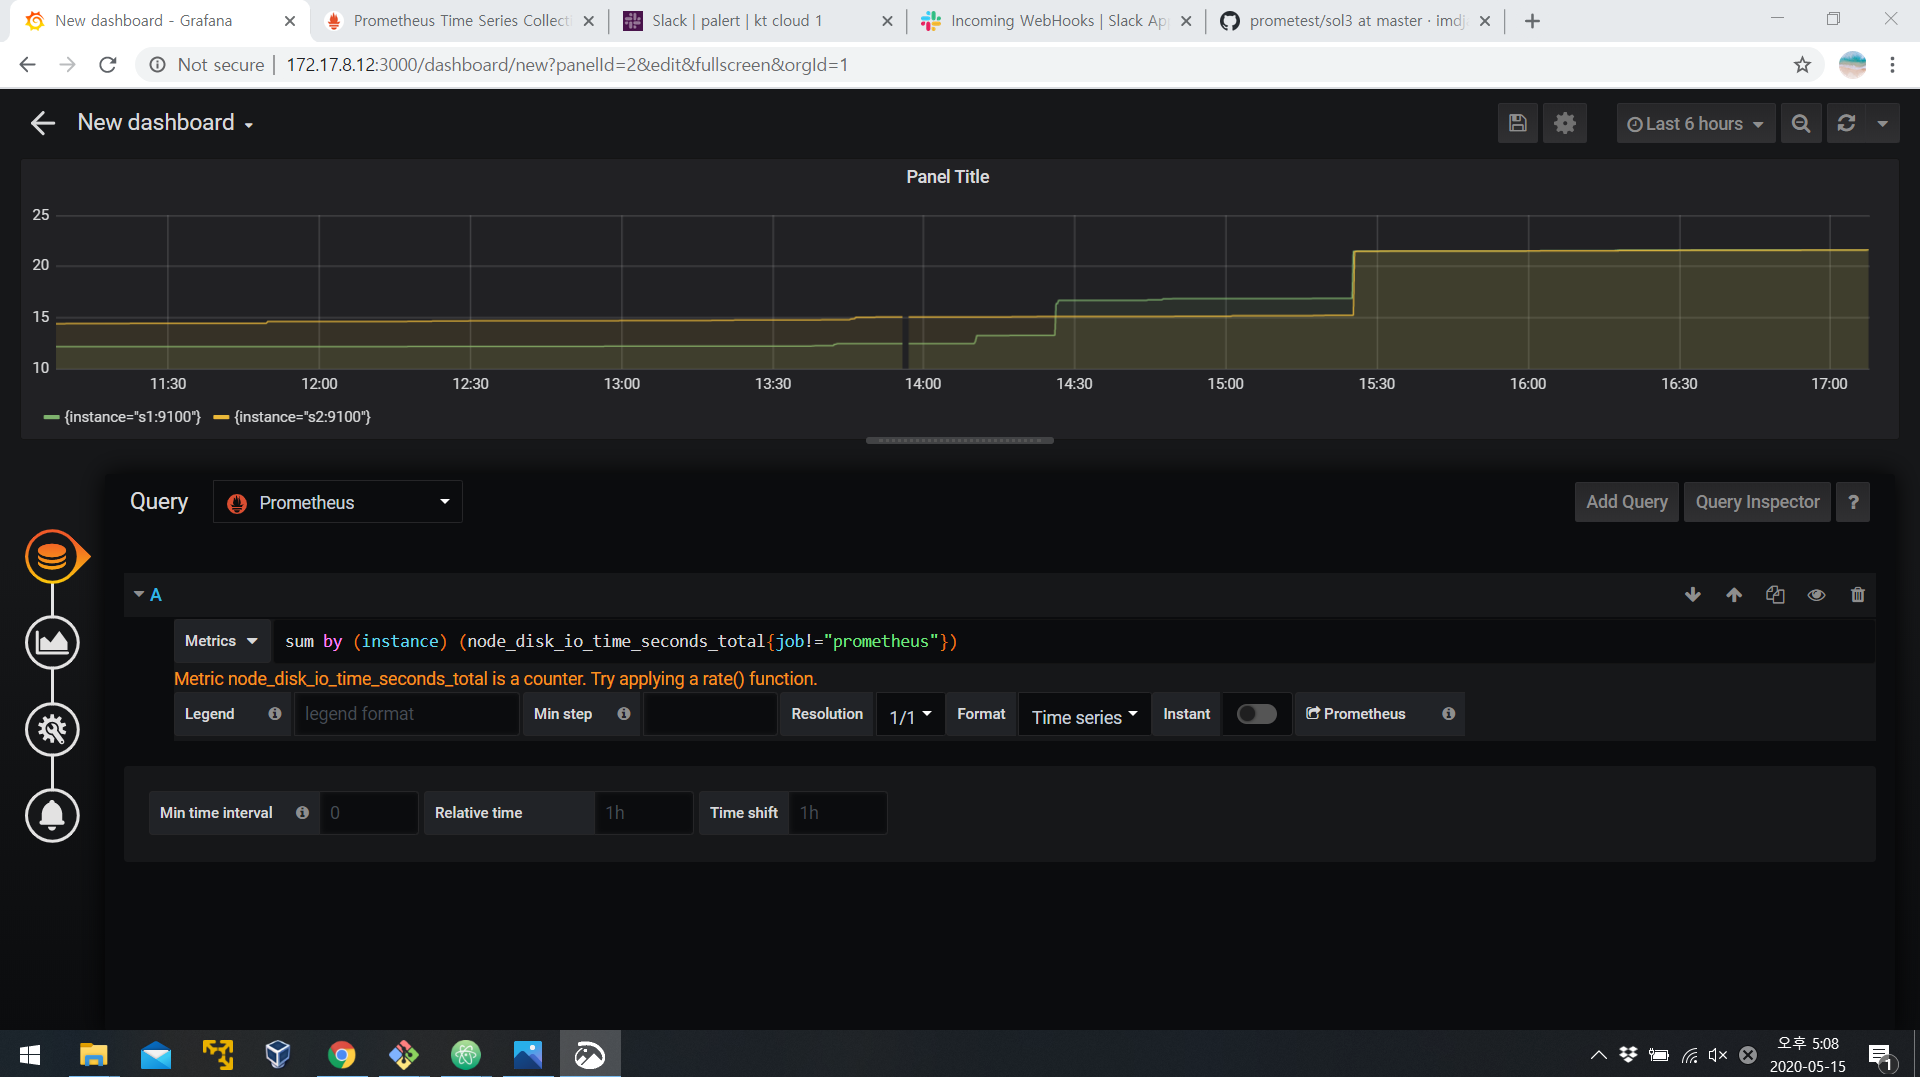 New dashboard - Grafana
Prometheus Time Series Collecti
Slack | palert | kt cloud 1
Incoming WebHooks | Slack Ap
prometest/sol3 at master · imdj
Not secure | 172.17.8.12:3000/dashboard/new?panelId=2&edit&fullscreen&orgId=1
New dashboard
Last 6 hours
Panel Title
25
20
15
10
11:30 12:00 12:30 13:00 13:30 14:00 14:30 15:00 15:30 16:00 16:30 17:00
{instance="s1:9100"} {instance="s2:9100"}
Query Prometheus Add Query Query Inspector ?
A
Metrics sum by (instance) (node_disk_io_time_seconds_total{job!="prometheus"})
Metric node_disk_io_time_seconds_total is a counter. Try applying a rate() function.
Legend legend format Min step Resolution 1/1 Format Time series Instant Prometheus
Min time interval 0 Relative time 1h Time shift 1h
오후 5:08
2020-05-15
1